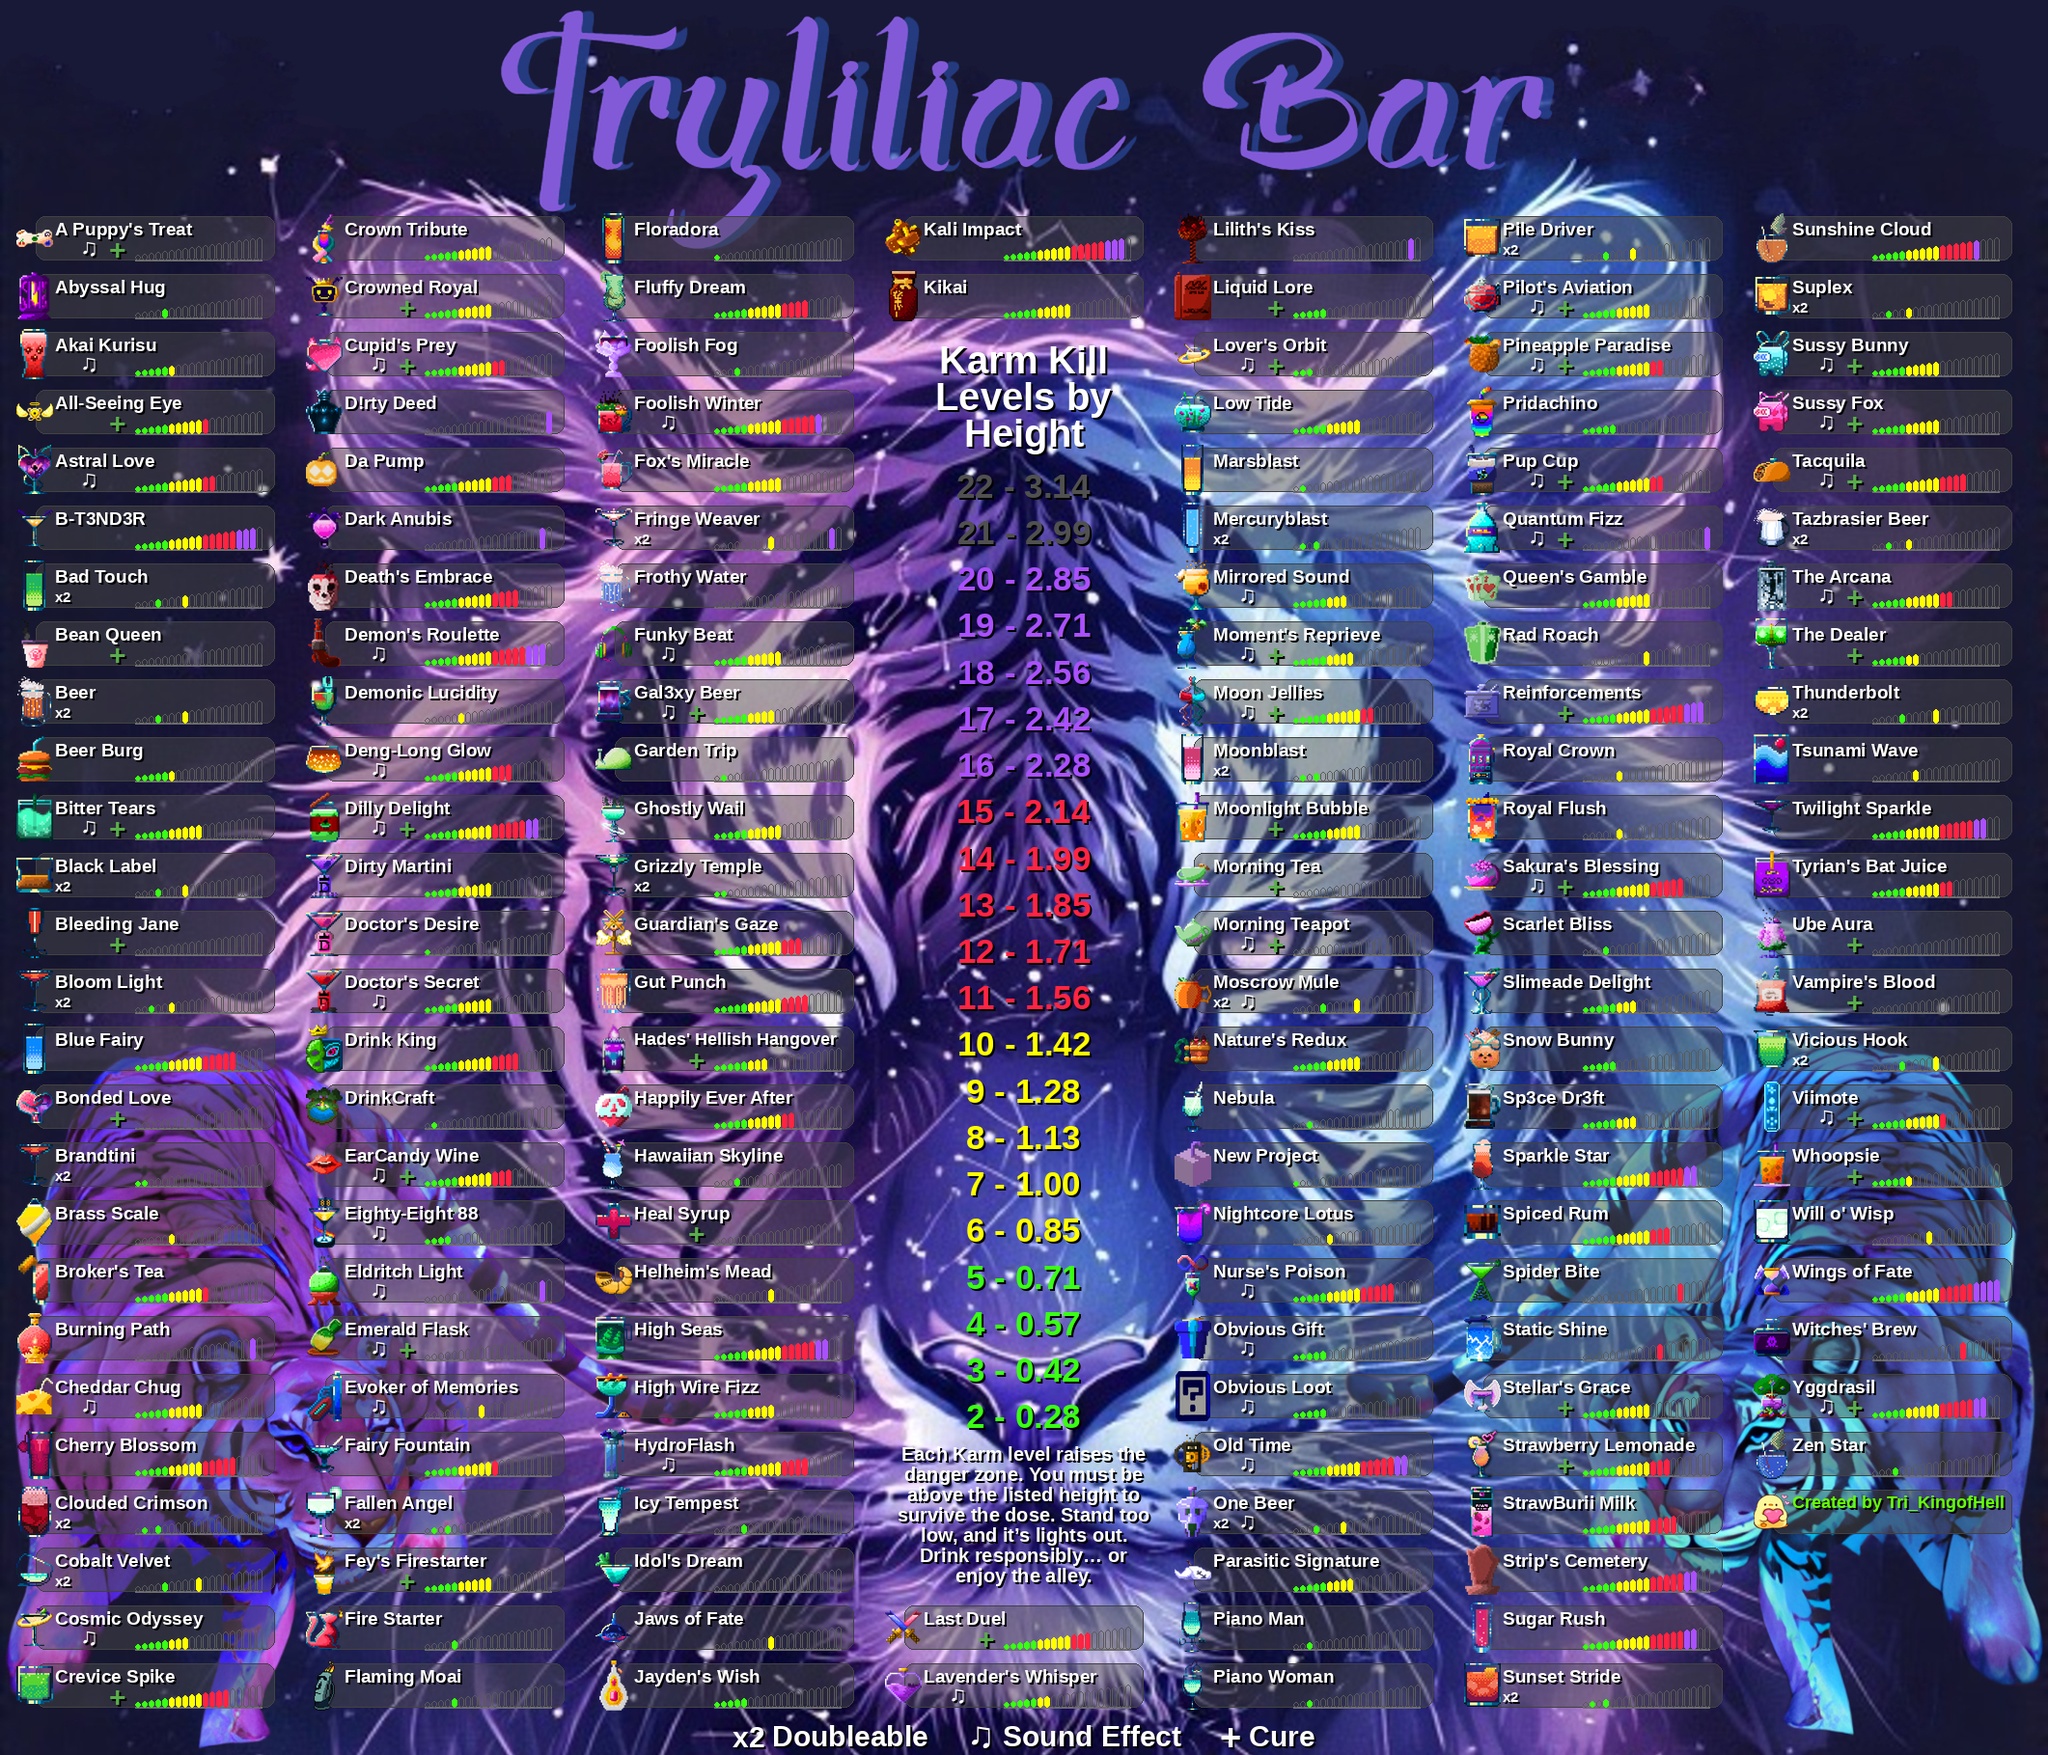 Tryliliac Bar
A Puppy's Treat
♫ +
Abyssal Hug
Akai Kurisu
♫
All-Seeing Eye
+
Astral Love
♫
B-T3ND3R
Bad Touch
x2
Bean Queen
+
Beer
x2
Beer Burg
Bitter Tears
♫ +
Black Label
x2
Bleeding Jane
+
Bloom Light
x2
Blue Fairy
Bonded Love
+
Brandtini
x2
Brass Scale
Broker's Tea
Burning Path
Cheddar Chug
♫
Cherry Blossom
Clouded Crimson
x2
Cobalt Velvet
x2
Cosmic Odyssey
♫
Crevice Spike
+
Crown Tribute
Crowned Royal
+
Cupid's Prey
♫ +
D!rty Deed
Da Pump
Dark Anubis
Death's Embrace
Demon's Roulette
♫
Demonic Lucidity
Deng-Long Glow
♫
Dilly Delight
♫ +
Dirty Martini
Doctor's Desire
Doctor's Secret
♫
Drink King
DrinkCraft
EarCandy Wine
♫ +
Eighty-Eight 88
♫
Eldritch Light
♫
Emerald Flask
♫ +
Evoker of Memories
♫
Fairy Fountain
Fallen Angel
x2
Fey's Firestarter
+
Fire Starter
Flaming Moai
Floradora
Fluffy Dream
Foolish Fog
Foolish Winter
♫
Fox's Miracle
Fringe Weaver
x2
Frothy Water
Funky Beat
♫
Gal3xy Beer
♫ +
Garden Trip
Ghostly Wail
Grizzly Temple
x2
Guardian's Gaze
Gut Punch
Hades' Hellish Hangover
+
Happily Ever After
Hawaiian Skyline
Heal Syrup
+
Helheim's Mead
High Seas
High Wire Fizz
HydroFlash
♫
Icy Tempest
Idol's Dream
Jaws of Fate
Jayden's Wish
Kali Impact
Kikai
Karm Kill
Levels by
Height
22 - 3.14
21 - 2.99
20 - 2.85
19 - 2.71
18 - 2.56
17 - 2.42
16 - 2.28
15 - 2.14
14 - 1.99
13 - 1.85
12 - 1.71
11 - 1.56
10 - 1.42
9 - 1.28
8 - 1.13
7 - 1.00
6 - 0.85
5 - 0.71
4 - 0.57
3 - 0.42
2 - 0.28
Each Karm level raises the
danger zone. You must be
above the listed height to
survive the dose. Stand too
low, and it's lights out.
Drink responsibly... or
enjoy the alley.
Last Duel
+
Lavender's Whisper
♫
Lilith's Kiss
Liquid Lore
+
Lover's Orbit
♫ +
Low Tide
Marsblast
Mercuryblast
x2
Mirrored Sound
♫
Moment's Reprieve
♫ +
Moon Jellies
♫ +
Moonblast
x2
Moonlight Bubble
+
Morning Tea
+
Morning Teapot
♫ +
Moscrow Mule
x2 ♫
Nature's Redux
Nebula
New Project
Nightcore Lotus
Nurse's Poison
♫
Obvious Gift
♫
Obvious Loot
♫
Old Time
♫
One Beer
x2 ♫
Parasitic Signature
Piano Man
Piano Woman
Pile Driver
x2
Pilot's Aviation
♫ +
Pineapple Paradise
♫ +
Pridachino
Pup Cup
♫ +
Quantum Fizz
♫ +
Queen's Gamble
Rad Roach
Reinforcements
+
Royal Crown
Royal Flush
Sakura's Blessing
♫ +
Scarlet Bliss
Slimeade Delight
Snow Bunny
Sp3ce Dr3ft
Sparkle Star
Spiced Rum
Spider Bite
Static Shine
Stellar's Grace
+
Strawberry Lemonade
+
StrawBurii Milk
Strip's Cemetery
Sugar Rush
Sunset Stride
x2
Sunshine Cloud
Suplex
x2
Sussy Bunny
♫ +
Sussy Fox
♫ +
Tacquila
♫ +
Tazbrasier Beer
x2
The Arcana
♫ +
The Dealer
+
Thunderbolt
x2
Tsunami Wave
Twilight Sparkle
Tyrian's Bat Juice
Ube Aura
+
Vampire's Blood
+
Vicious Hook
x2
Viimote
♫ +
Whoopsie
+
Will o' Wisp
Wings of Fate
Witches' Brew
Yggdrasil
♫ +
Zen Star
Created by Tri_KingofHell
x2 Doubleable ♫ Sound Effect + Cure